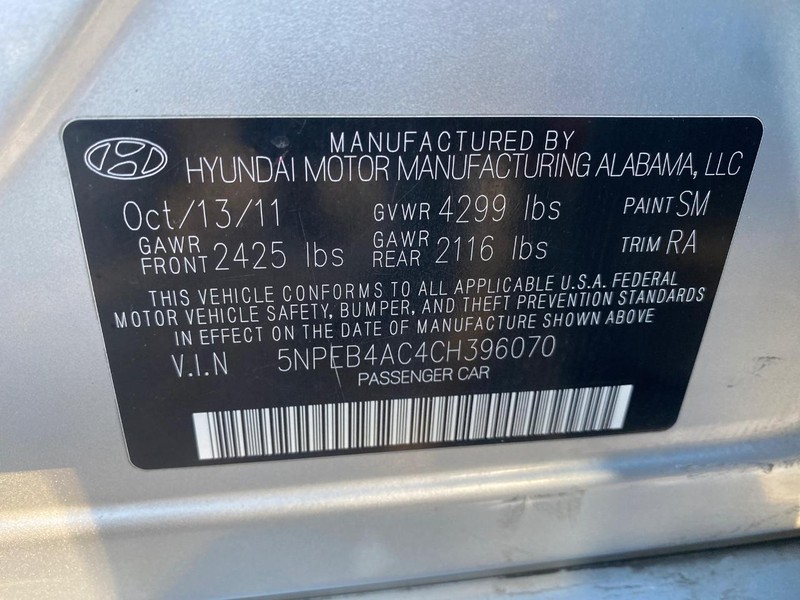 MANUFACTURED BY
HYUNDAI MOTOR MANUFACTURING ALABAMA, LLC
Oct/13/11 GVWR 4299 lbs PAINT SM
GAWR FRONT 2425 lbs GAWR REAR 2116 lbs TRIM RA
THIS VEHICLE CONFORMS TO ALL APPLICABLE U.S.A. FEDERAL
MOTOR VEHICLE SAFETY, BUMPER, AND THEFT PREVENTION STANDARDS
IN EFFECT ON THE DATE OF MANUFACTURE SHOWN ABOVE
V.I.N 5NPEB4AC4CH396070
PASSENGER CAR